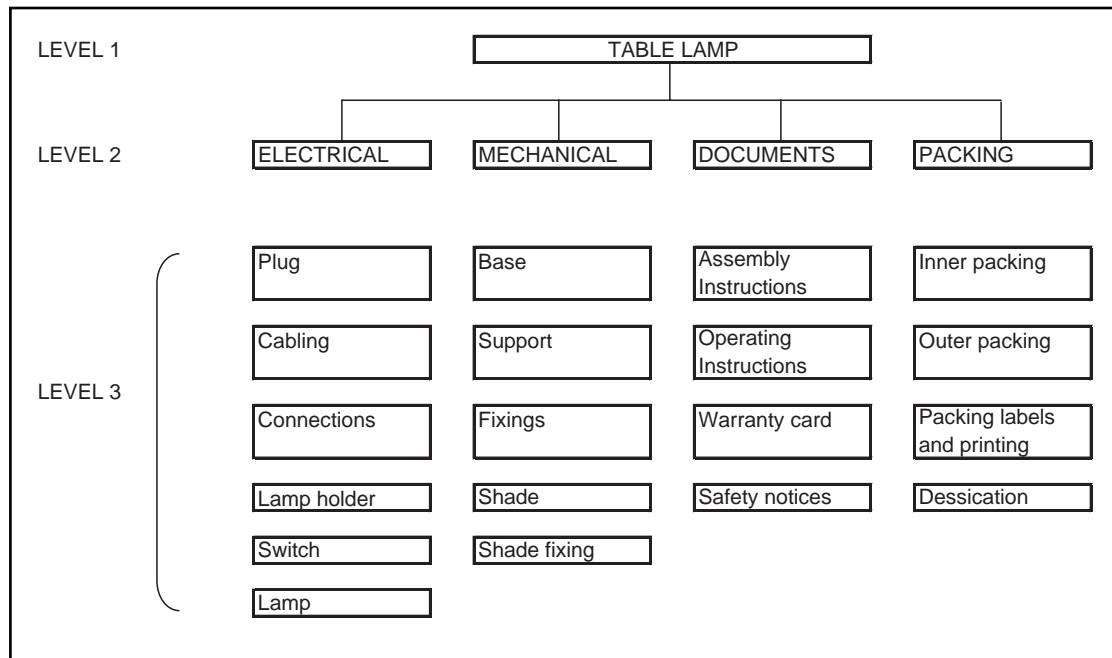 LEVEL 1
TABLE LAMP
LEVEL 2
ELECTRICAL
MECHANICAL
DOCUMENTS
PACKING
LEVEL 3
Plug
Cabling
Connections
Lamp holder
Switch
Lamp
Base
Support
Fixings
Shade
Shade fixing
Assembly
Instructions
Operating
Instructions
Warranty card
Safety notices
Inner packing
Outer packing
Packing labels
and printing
Dessication